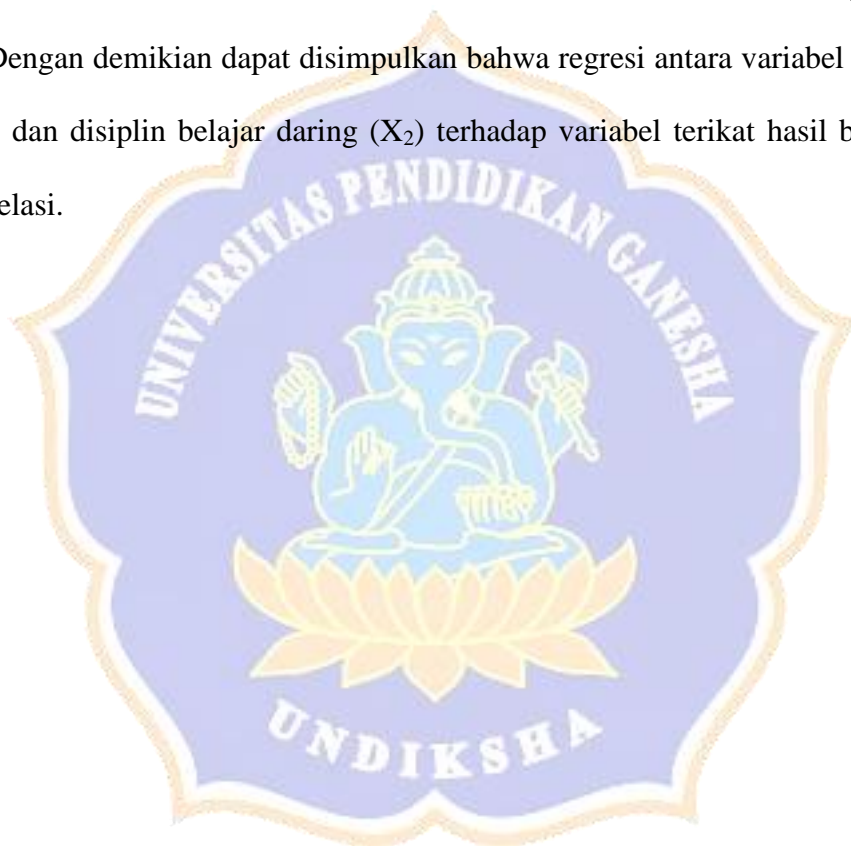 Dengan demikian dapat disimpulkan bahwa regresi antara variabel
dan disiplin belajar daring (X₂) terhadap variabel terikat hasil
elasi.
UNIVERSITAS PENDIDIKAN GANESHA
UNDIKSHA